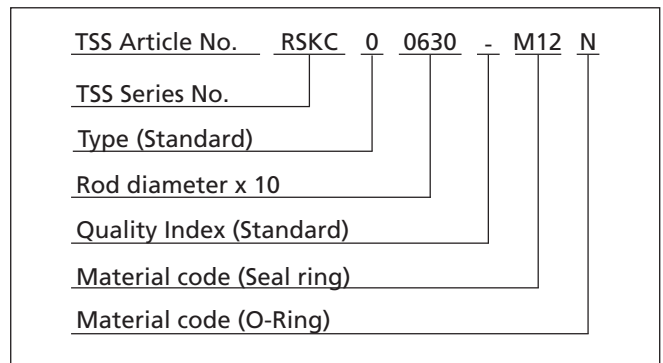 TSS Article No. RSKC 0 0630 - M12 N
TSS Series No.
Type (Standard)
Rod diameter x 10
Quality Index (Standard)
Material code (Seal ring)
Material code (O-Ring)